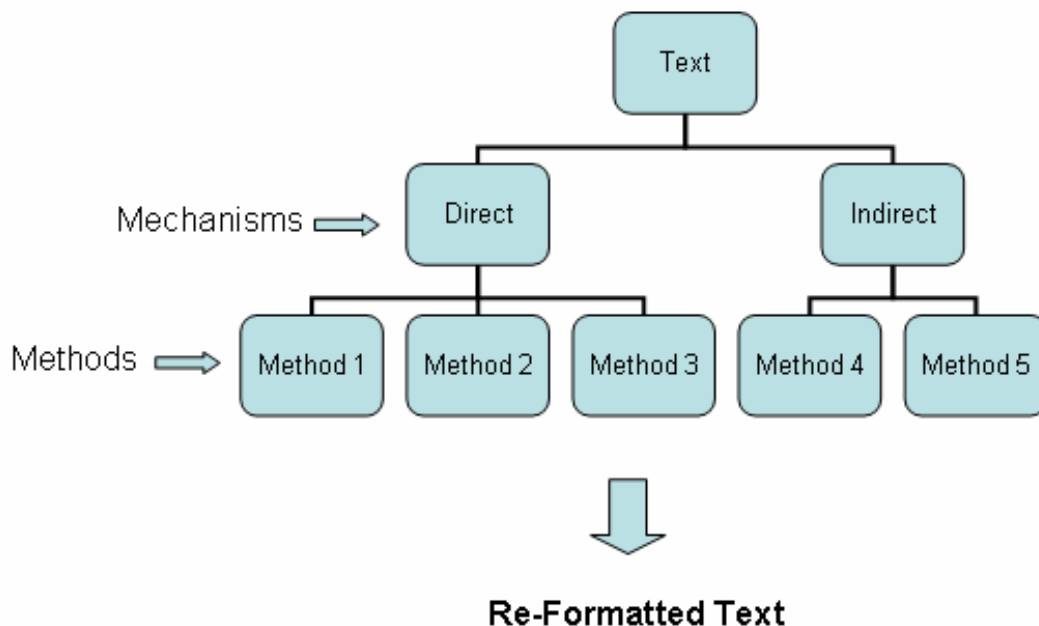 Text
Mechanisms
Direct
Indirect
Methods
Method 1
Method 2
Method 3
Method 4
Method 5
Re-Formatted Text